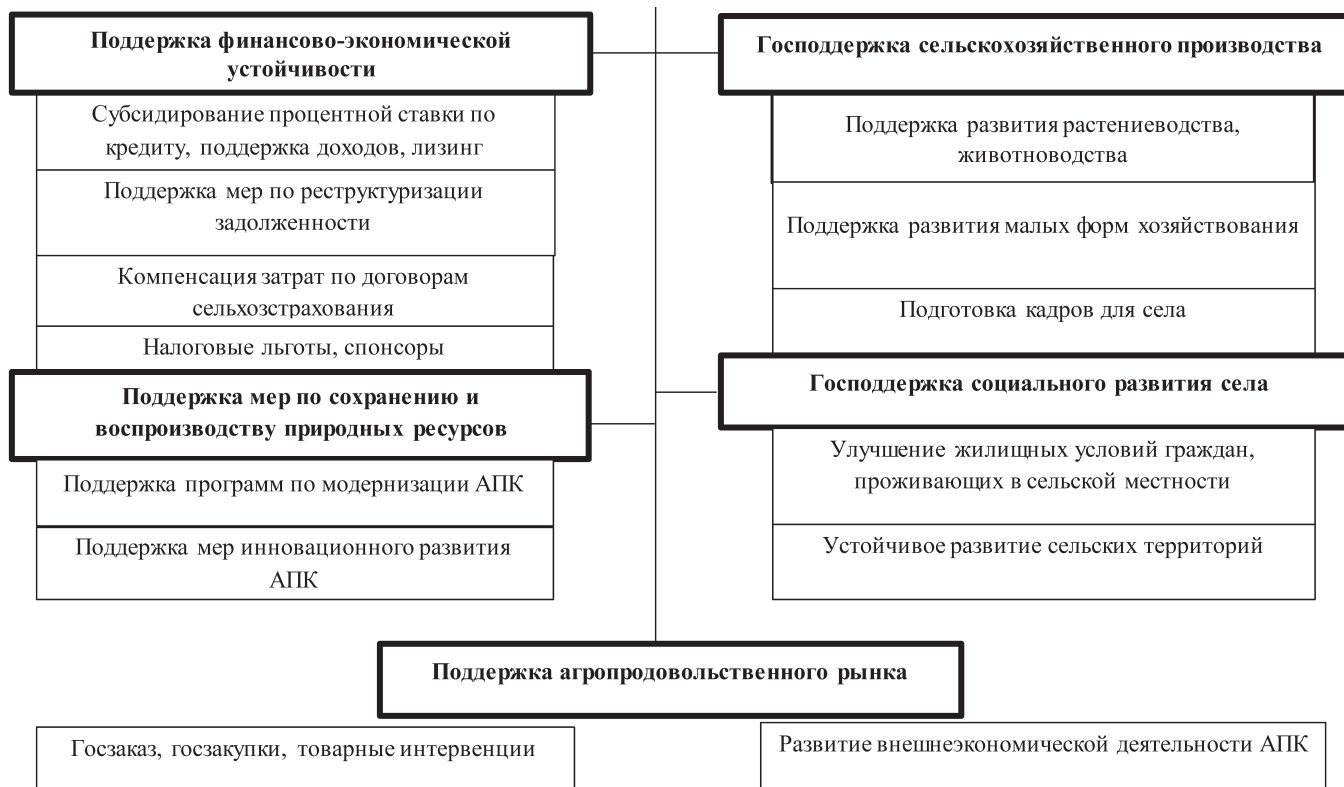 Поддержка финансово-экономической
устойчивости
Субсидирование процентной ставки по
кредиту, поддержка доходов, лизинг
Поддержка мер по реструктуризации
задолженности
Компенсация затрат по договорам
сельхозстрахования
Налоговые льготы, спонсоры
Поддержка мер по сохранению и
воспроизводству природных ресурсов
Поддержка программ по модернизации АПК
Поддержка мер инновационного развития
АПК
Господдержка сельскохозяйственного производства
Поддержка развития растениеводства,
животноводства
Поддержка развития малых форм хозяйствования
Подготовка кадров для села
Господдержка социального развития села
Улучшение жилищных условий граждан,
проживающих в сельской местности
Устойчивое развитие сельских территорий
Поддержка агропродовольственного рынка
Госзаказ, госзакупки, товарные интервенции
Развитие внешнеэкономической деятельности АПК